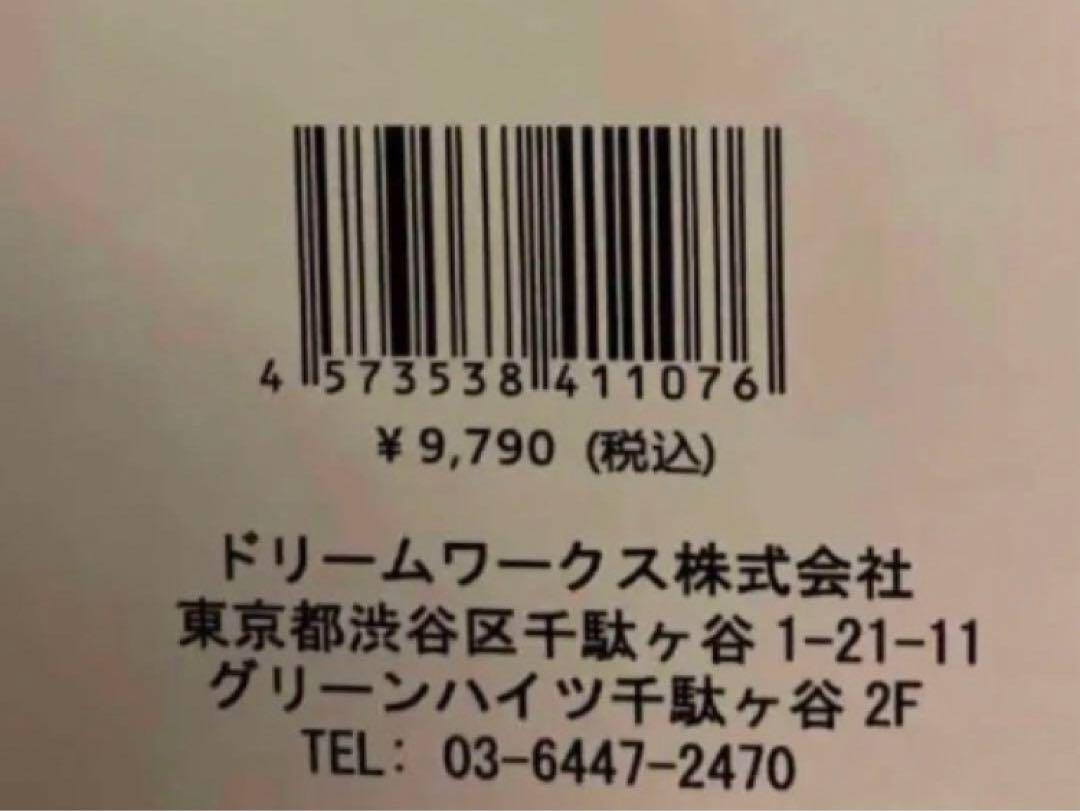 4 573538 411076
¥9,790 (税込)
ドリームワークス株式会社
東京都渋谷区千駄ヶ谷 1-21-11
グリーンハイツ千駄ヶ谷 2F
TEL: 03-6447-2470